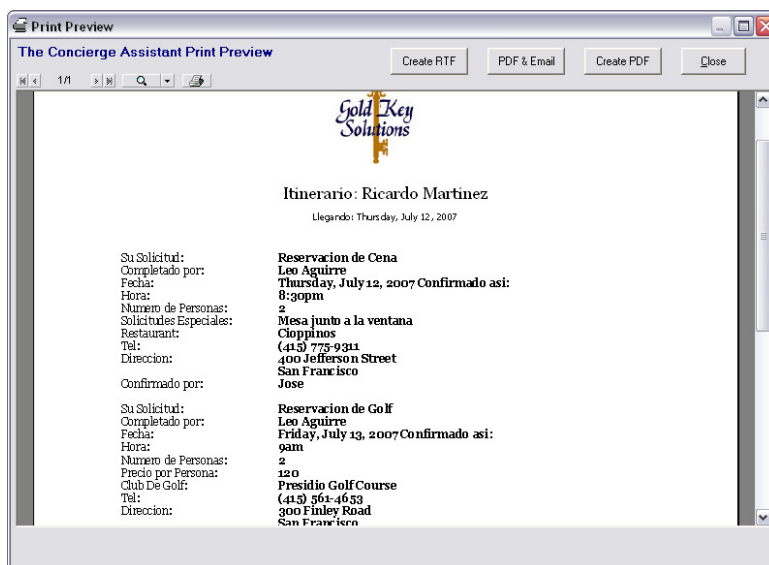 Print Preview
The Concierge Assistant Print Preview
Create RTF
PDF & Email
Create PDF
Close
1/1
Gold Key
Solutions
Itinerario: Ricardo Martinez
Llegando: Thursday, July 12, 2007
Su Solicitud: Reservacion de Cena
Completado por: Leo Aguirre
Fecha: Thursday, July 12, 2007 Confirmado asi:
Hora: 8:30pm
Numero de Personas: 2
Solicitudes Especiales: Mesa junto a la ventana
Restaurant: Cioppinos
Tel: (415) 775-9311
Direccion: 400 Jefferson Street
San Francisco
Confirmado por: Jose
Su Solicitud: Reservacion de Golf
Completado por: Leo Aguirre
Fecha: Friday, July 13, 2007 Confirmado asi:
Hora: 9am
Numero de Personas: 2
Precio por Persona: 120
Club De Golf: Presidio Golf Course
Tel: (415) 561-4653
Direccion: 300 Finley Road
San Francisco